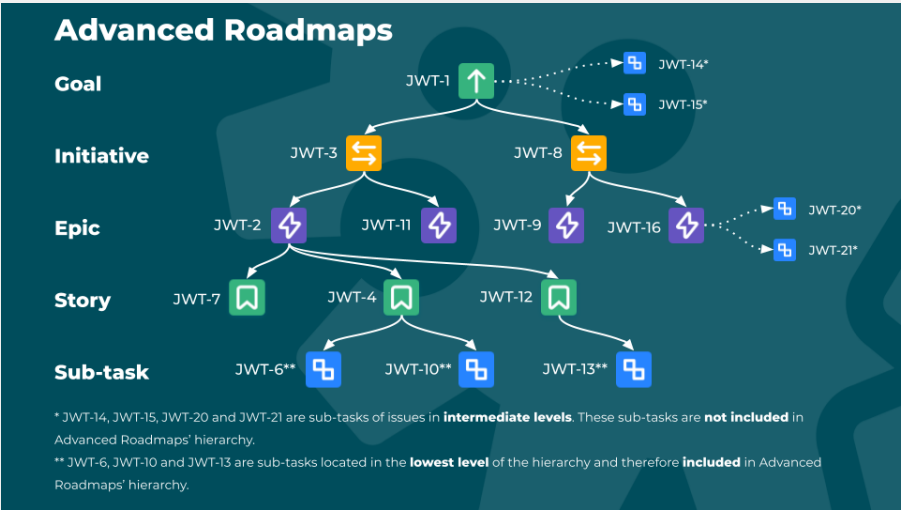 Advanced Roadmaps
Goal
JWT-1
JWT-14*
JWT-15*
Initiative
JWT-3
JWT-8
Epic
JWT-2
JWT-11
JWT-9
JWT-16
JWT-20*
JWT-21*
Story
JWT-7
JWT-4
JWT-12
Sub-task
JWT-6**
JWT-10**
JWT-13**
* JWT-14, JWT-15, JWT-20 and JWT-21 are sub-tasks of issues in intermediate levels. These sub-tasks are not included in
Advanced Roadmaps’ hierarchy.
** JWT-6, JWT-10 and JWT-13 are sub-tasks located in the lowest level of the hierarchy and therefore included in Advanced
Roadmaps’ hierarchy.